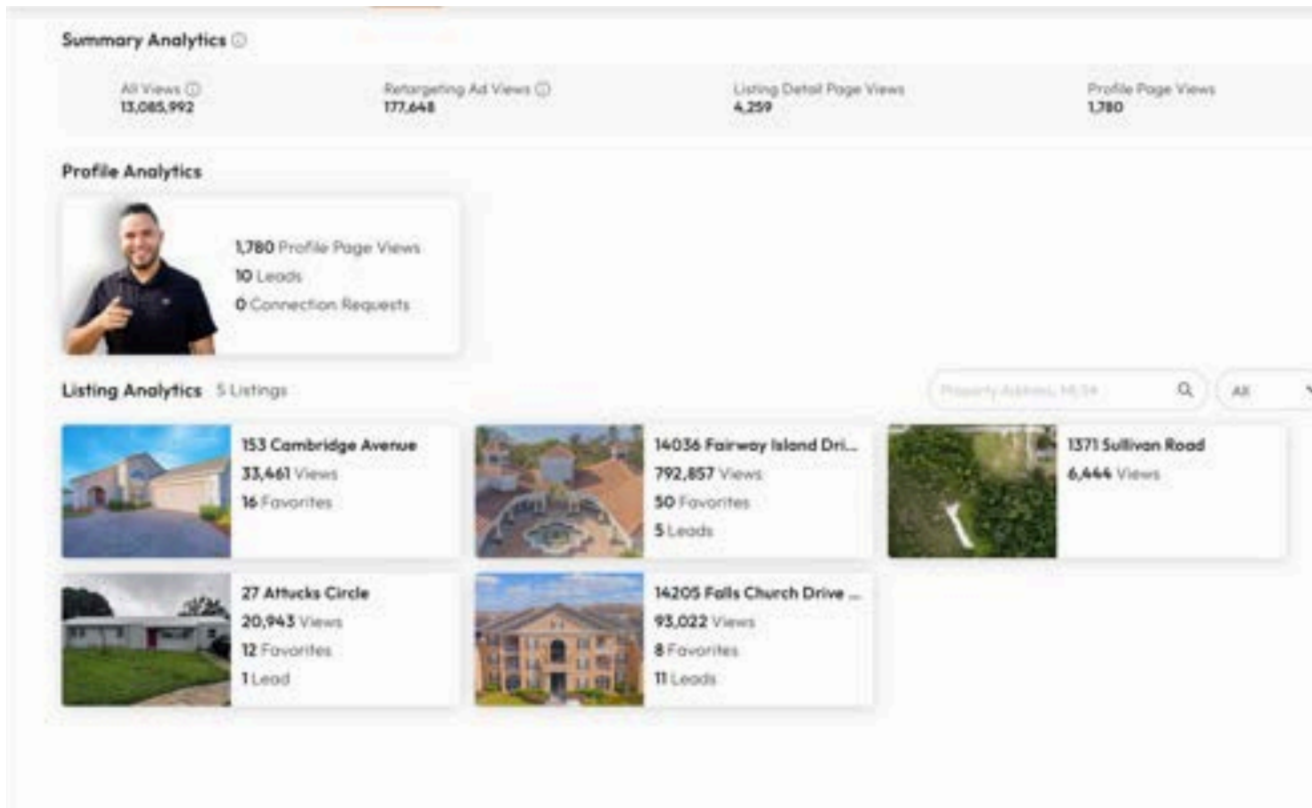 Summary Analytics
All Views
13,085,992
Retargeting Ad Views
177,648
Listing Detail Page Views
4,259
Profile Page Views
1,780
Profile Analytics
1,780 Profile Page Views
10 Leads
0 Connection Requests
Listing Analytics 5 Listings
Property Address, MLS#
All
153 Cambridge Avenue
33,461 Views
16 Favorites
14036 Fairway Island Dri...
792,857 Views
50 Favorites
5 Leads
1371 Sullivan Road
6,444 Views
27 Attucks Circle
20,943 Views
12 Favorites
1 Lead
14205 Falls Church Drive ...
93,022 Views
8 Favorites
11 Leads